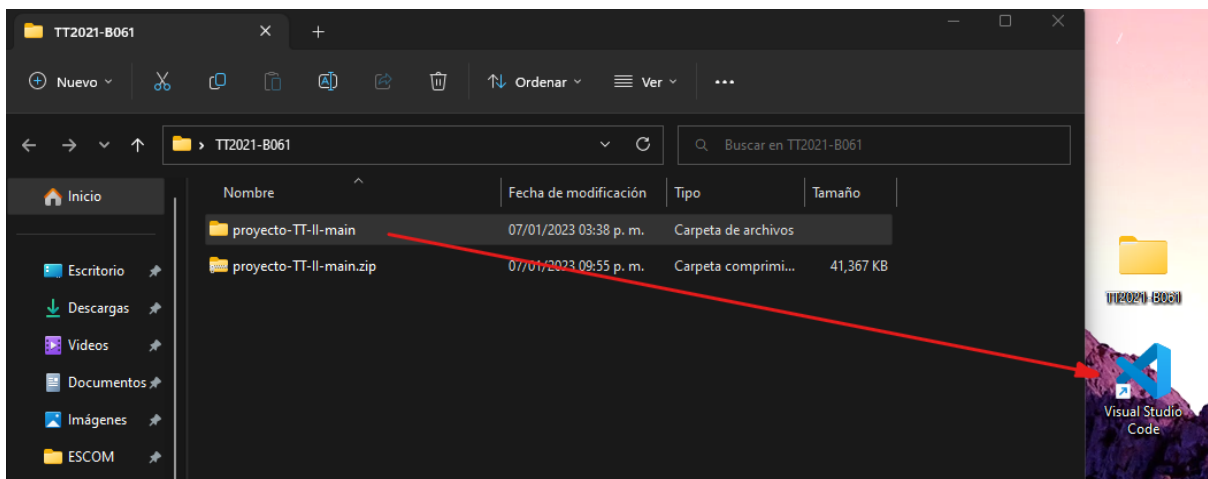 TT2021-B061
Nuevo
Ordenar
Ver
TT2021-B061
Buscar en TT2021-B061
Inicio
Nombre
Fecha de modificación
Tipo
Tamaño
proyecto-TT-II-main
07/01/2023 03:38 p. m.
Carpeta de archivos
proyecto-TT-II-main.zip
07/01/2023 09:55 p. m.
Carpeta comprimi...
41,367 KB
Escritorio
Descargas
Videos
Documentos
Imágenes
ESCOM
TT2021-B061
Visual Studio
Code